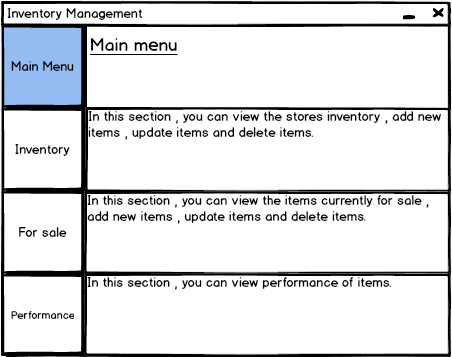 Inventory Management
Main Menu
Main menu
Inventory
In this section , you can view the stores inventory , add new
items , update items and delete items.
For sale
In this section , you can view the items currently for sale ,
add new items , update items and delete items.
Performance
In this section , you can view performance of items.